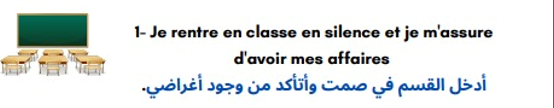 1- Je rentre en classe en silence et je m'assure
d'avoir mes affaires
أدخل القسم في صمت وأتأكد من وجود أغراضي.